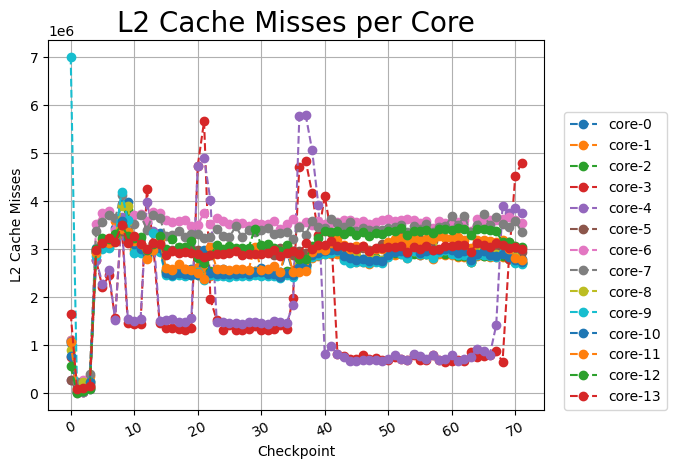 L2 Cache Misses per Core
1e6
7
6
5
4
3
2
1
0
L2 Cache Misses
0 10 20 30 40 50 60 70
Checkpoint
core-0
core-1
core-2
core-3
core-4
core-5
core-6
core-7
core-8
core-9
core-10
core-11
core-12
core-13